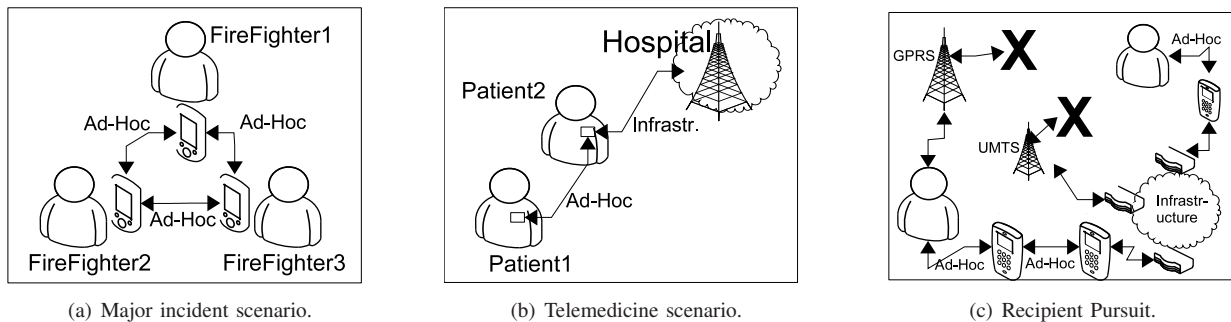 FireFighter1
Ad-Hoc
Ad-Hoc
Ad-Hoc
FireFighter2
FireFighter3
(a) Major incident scenario.
Hospital
Patient2
Infrastr.
Ad-Hoc
Patient1
(b) Telemedicine scenario.
GPRS
X
Ad-Hoc
UMTS
X
Infrastr-
ucture
Ad-Hoc
Ad-Hoc
(c) Recipient Pursuit.